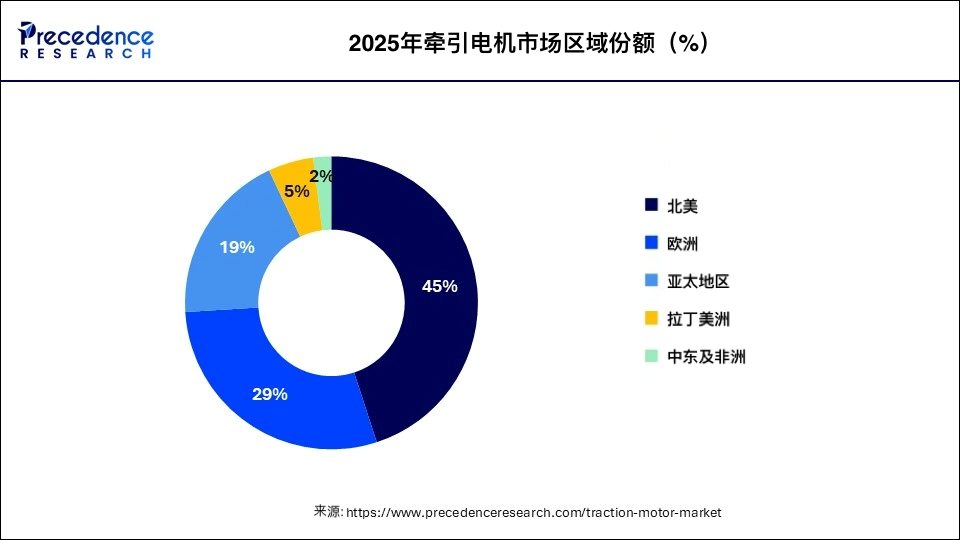 Precedence
RESEARCH
2025年牵引电机市场区域份额（%）
2%
5%
19%
45%
29%
北美
欧洲
亚太地区
拉丁美洲
中东及非洲
来源: https://www.precedenceresearch.com/traction-motor-market